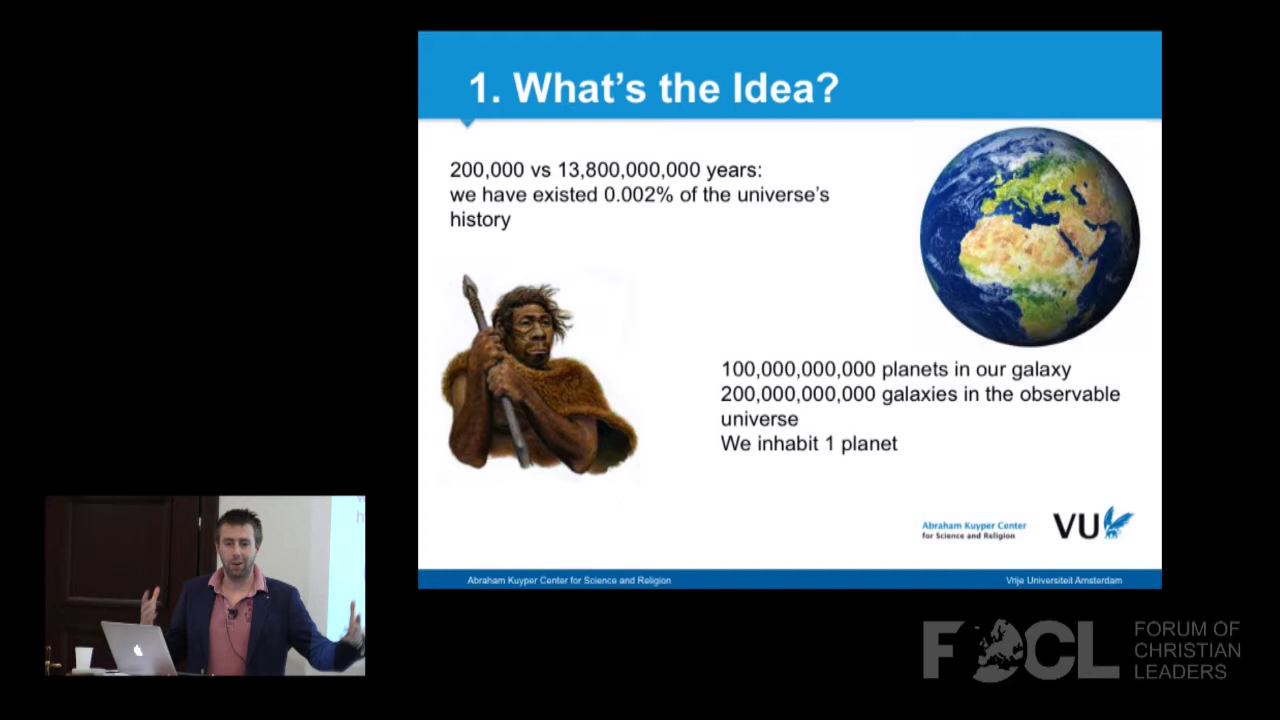 1. What's the Idea?
200,000 vs 13,800,000,000 years:
we have existed 0.002% of the universe's
history
100,000,000,000 planets in our galaxy
200,000,000,000 galaxies in the observable
universe
We inhabit 1 planet
Abraham Kuyper Center
for Science and Religion
VU
Abraham Kuyper Center for Science and Religion
Vrije Universiteit Amsterdam
FOCL
FORUM OF
CHRISTIAN
LEADERS